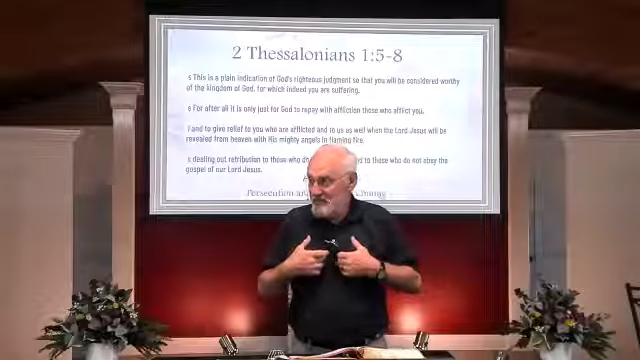 2 Thessalonians 1:5-8
5 This is a plain indication of God's righteous judgment so that you will be considered worthy
of the kingdom of God, for which indeed you are suffering.
6 For after all it is only just for God to repay with affliction those who afflict you,
7 and to give relief to you who are afflicted and to us as well when the Lord Jesus will be
revealed from heaven with His mighty angels in flaming fire,
8 dealing out retribution to those who do to those who do not obey the
gospel of our Lord Jesus.
Persecution